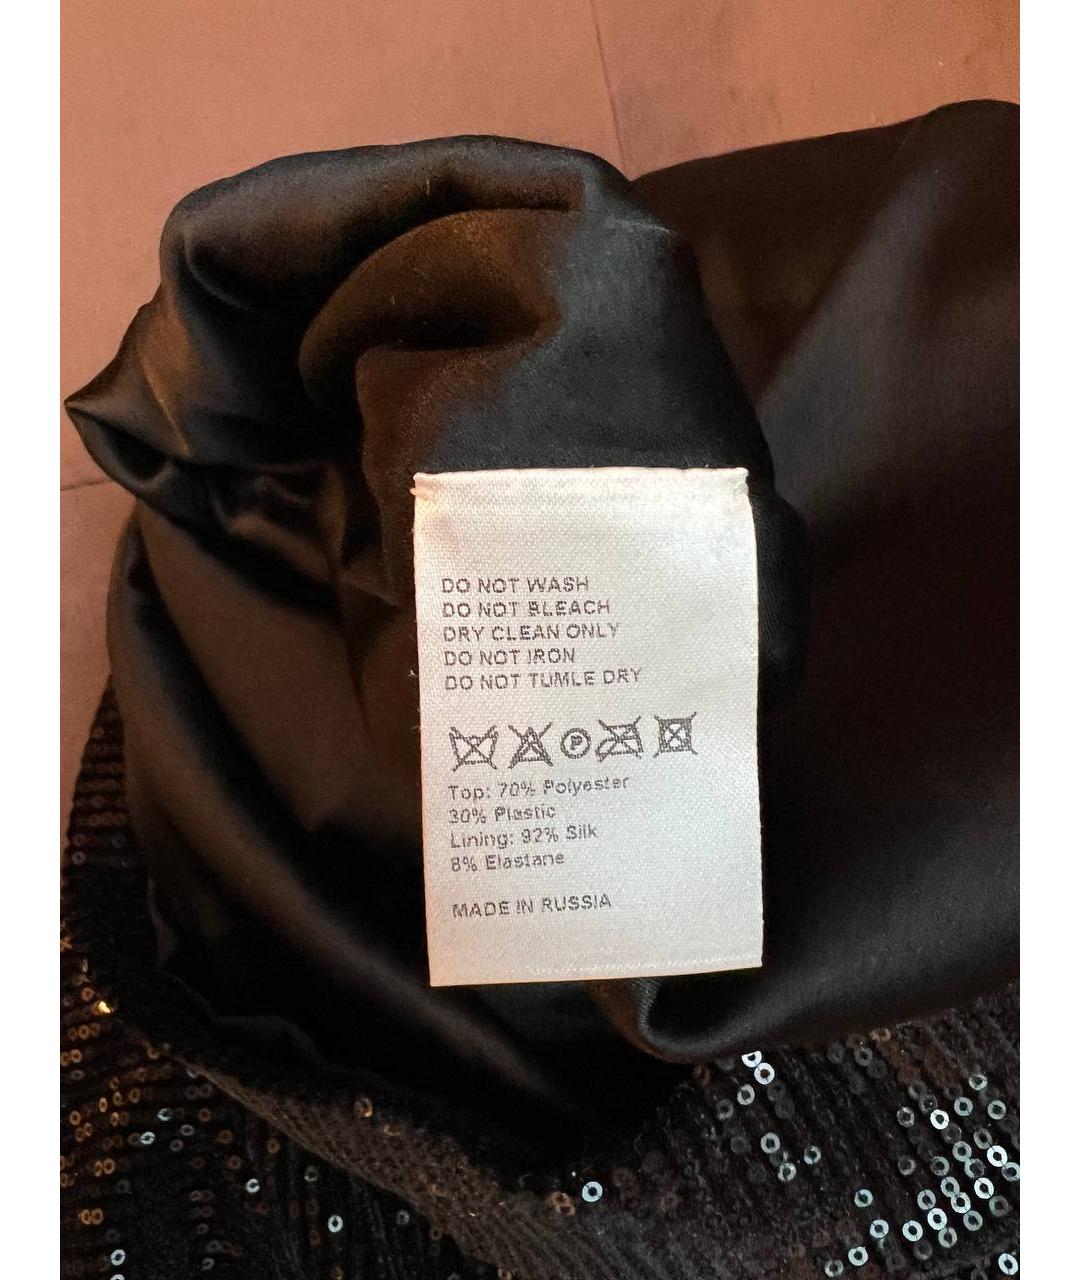 DO NOT WASH
DO NOT BLEACH
DRY CLEAN ONLY
DO NOT IRON
DO NOT TUMLE DRY
P
Top: 70% Polyester
30% Plastic
Lining: 92% Silk
8% Elastane
MADE IN RUSSIA